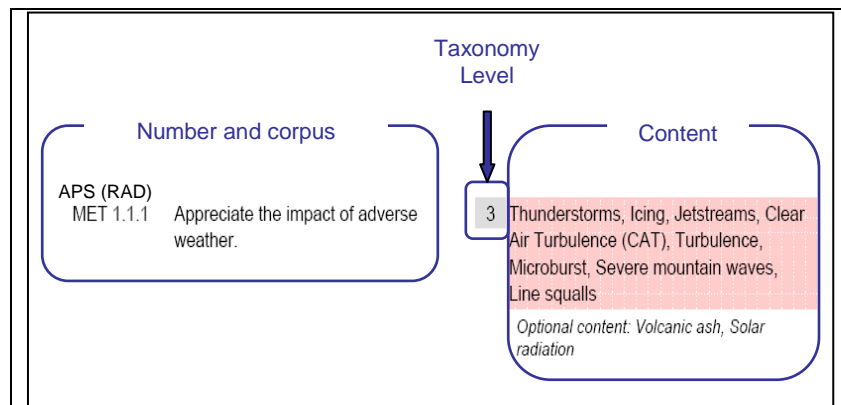 Taxonomy
Level
Number and corpus
Content
APS (RAD)
MET 1.1.1 Appreciate the impact of adverse
weather.
3
Thunderstorms, Icing, Jetstreams, Clear
Air Turbulence (CAT), Turbulence,
Microburst, Severe mountain waves,
Line squalls
Optional content: Volcanic ash, Solar
radiation